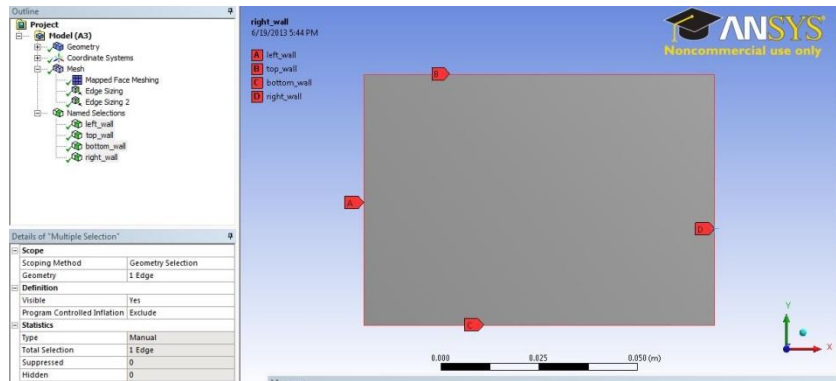 Outline
Project
Model (A3)
Geometry
Coordinate Systems
Mesh
Mapped Face Meshing
Edge Sizing
Edge Sizing 2
Named Selections
left_wall
top_wall
bottom_wall
right_wall
Details of "Multiple Selection"
Scope
Scoping Method Geometry Selection
Geometry 1 Edge
Definition
Visible Yes
Program Controlled Inflation Exclude
Statistics
Type Manual
Total Selection 1 Edge
Suppressed 0
Hidden 0
right_wall
6/19/2013 5:44 PM
A left_wall
B top_wall
C bottom_wall
D right_wall
ANSYS
Noncommercial use only
B
A
D
C
0.000 0.025 0.050 (m)
Y
X